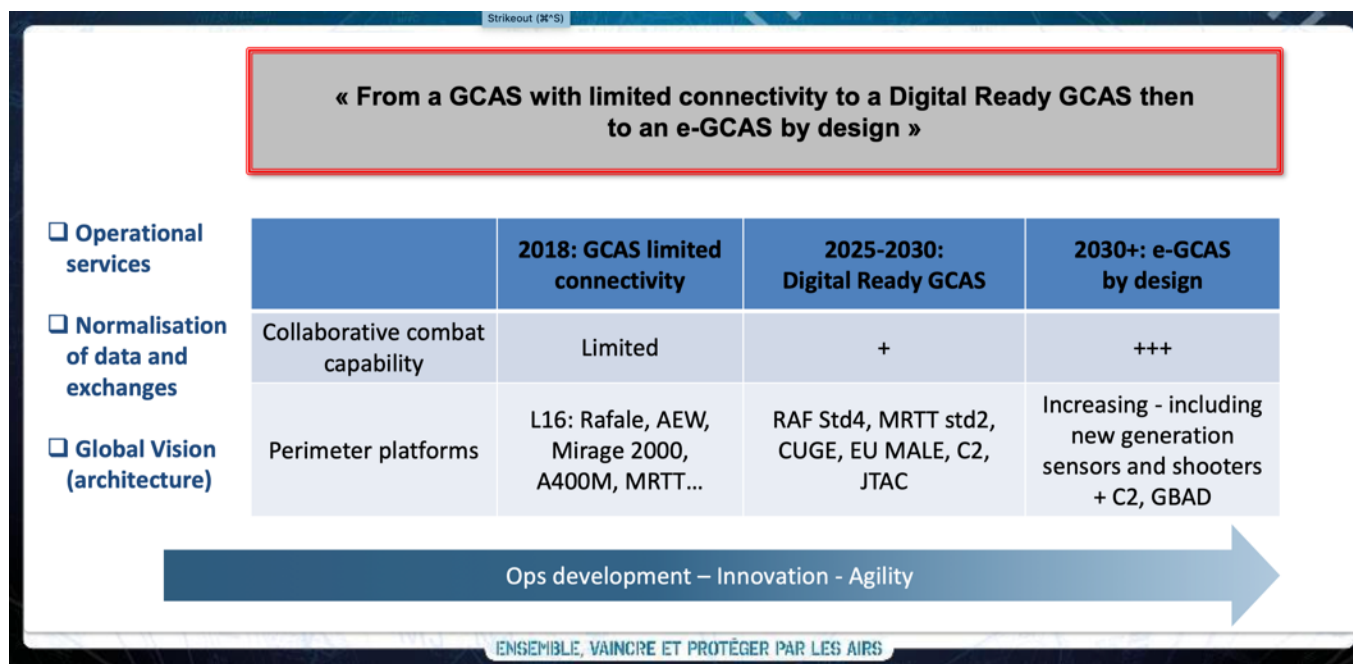 Strikeout (⌘^S)
« From a GCAS with limited connectivity to a Digital Ready GCAS then
to an e-GCAS by design »
❑ Operational
services
❑ Normalisation
of data and
exchanges
❑ Global Vision
(architecture)
2018: GCAS limited
connectivity
2025-2030:
Digital Ready GCAS
2030+: e-GCAS
by design
Collaborative combat
capability
Limited
+
+++
Perimeter platforms
L16: Rafale, AEW,
Mirage 2000,
A400M, MRTT...
RAF Std4, MRTT std2,
CUGE, EU MALE, C2,
JTAC
Increasing - including
new generation
sensors and shooters
+ C2, GBAD
Ops development – Innovation - Agility
ENSEMBLE, VAINCRE ET PROTÉGER PAR LES AIRS